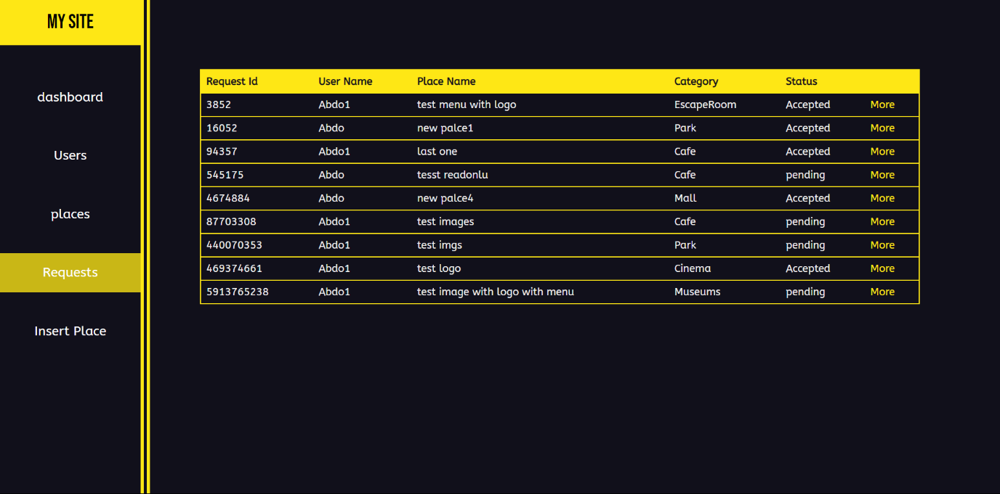 MY SITE
dashboard
Users
places
Requests
Insert Place
Request Id User Name Place Name Category Status
3852 Abdo1 test menu with logo EscapeRoom Accepted More
16052 Abdo new palce1 Park Accepted More
94357 Abdo1 last one Cafe Accepted More
545175 Abdo tesst readonlu Cafe pending More
4674884 Abdo new palce4 Mall Accepted More
87703308 Abdo1 test images Cafe pending More
440070353 Abdo1 test imgs Park pending More
469374661 Abdo1 test logo Cinema Accepted More
5913765238 Abdo1 test image with logo with menu Museums pending More